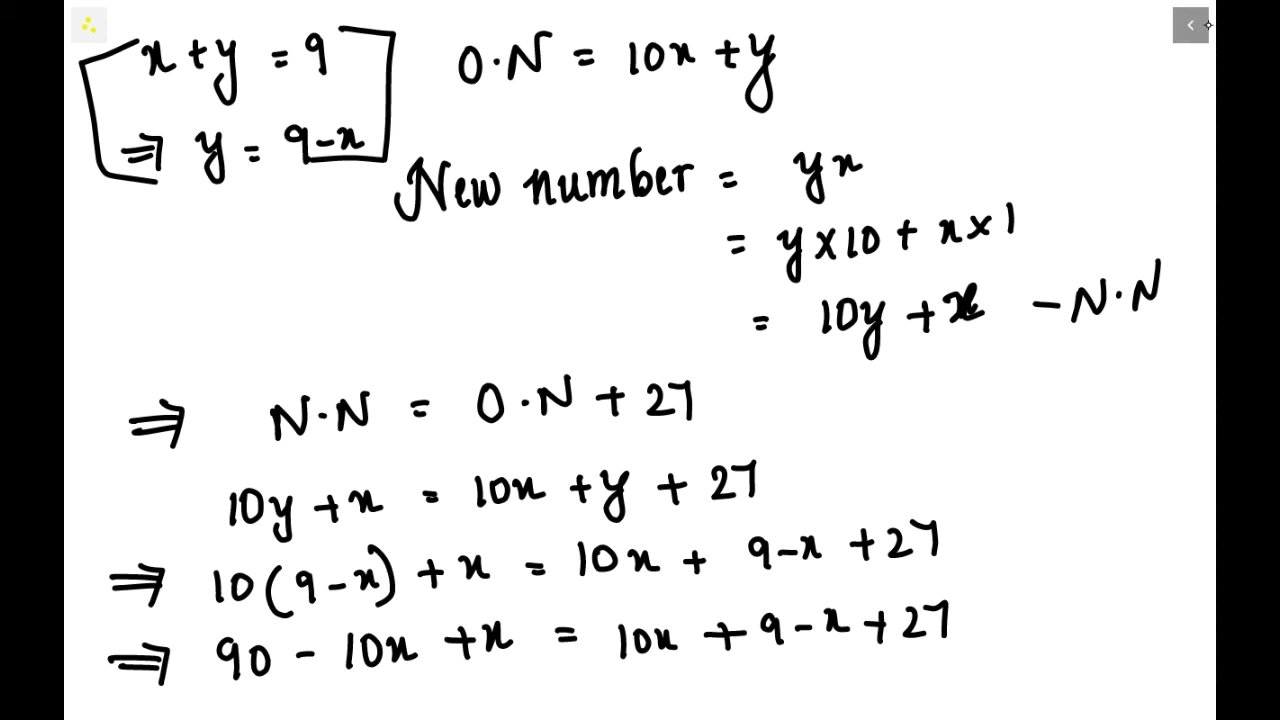 x + y = 9
⇒ y = 9 - x
O.N = 10x + y
New number = yx
= y × 10 + x × 1
= 10y + x - N.N
⇒ N.N = O.N + 27
10y + x = 10x + y + 27
⇒ 10(9 - x) + x = 10x + 9 - x + 27
⇒ 90 - 10x + x = 10x + 9 - x + 27